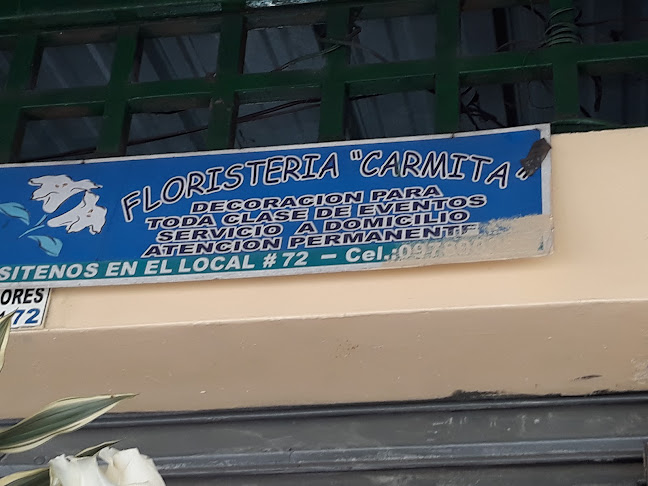 FLORISTERIA "CARMITA"
DECORACION PARA
TODA CLASE DE EVENTOS
SERVICIO A DOMICILIO
ATENCION PERMANENTE
SITENOS EN EL LOCAL # 72 - Cel.:
ORES
72